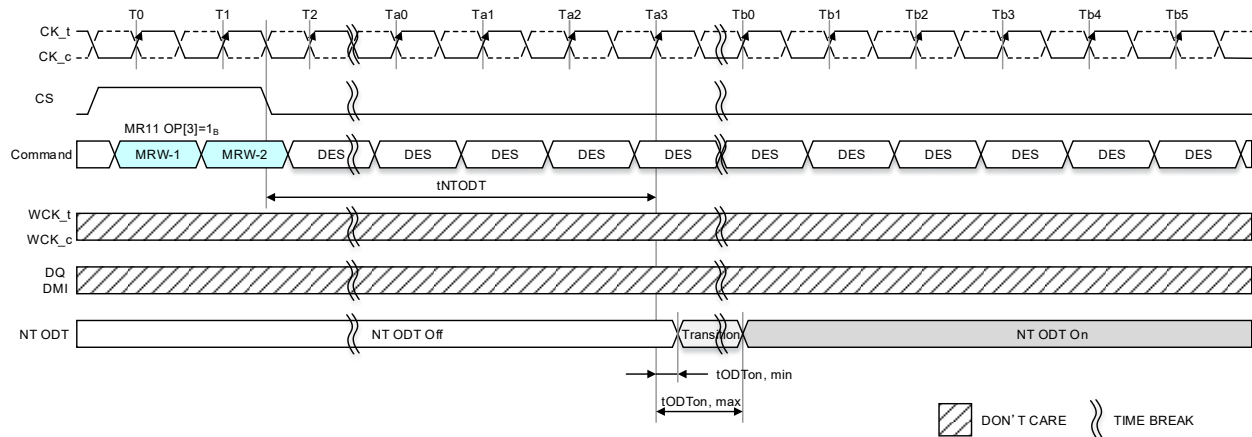 T0 T1 T2 Ta0 Ta1 Ta2 Ta3 Tb0 Tb1 Tb2 Tb3 Tb4 Tb5
CK_t
CK_c
CS
MR11 OP[3]=1B
Command MRW-1 MRW-2 DES DES DES DES DES DES DES DES DES DES DES
tNTODT
WCK_t
WCK_c
DQ
DMI
NT ODT NT ODT Off Transition NT ODT On
tODTon, min
tODTon, max
DON'T CARE TIME BREAK